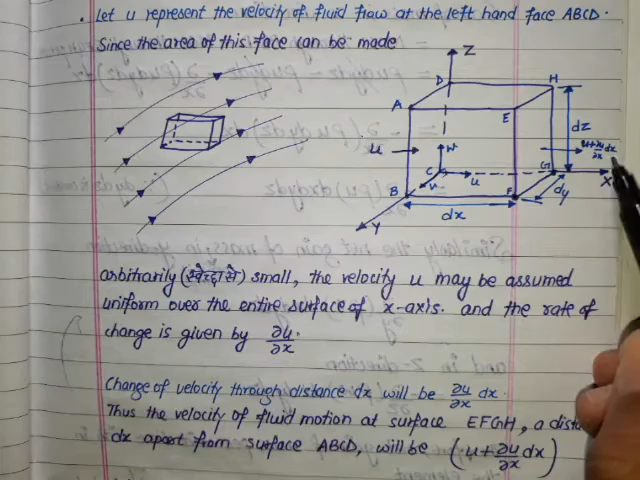 . Let u represent the velocity of fluid flow at the left hand face ABCD.
Since the area of this face can be made
Z
D
H
A
E
dz
u
w
u+∂u/∂x dx
C
G
u
X
v
B
F
dy
dx
Y
arbitrarily () small, the velocity u may be assumed
uniform over the entire surface of x-axis. and the rate of
change is given by ∂u/∂x.
Change of velocity through distance dx will be ∂u/∂x dx.
Thus the velocity of fluid motion at surface EFGH, a dist
dx apart from surface ABCD, will be (u+∂u/∂x dx)